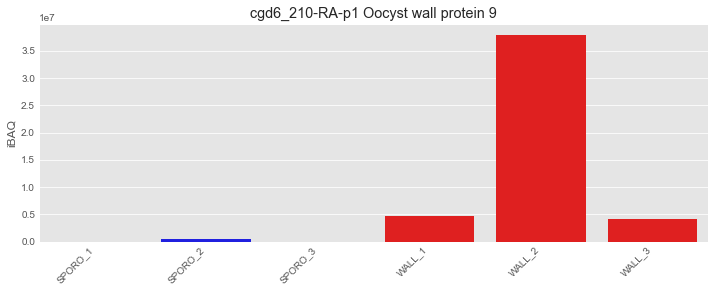 cgd6_210-RA-p1 Oocyst wall protein 9
1e7
3.5
3.0
2.5
2.0
1.5
1.0
0.5
0.0
iBAQ
SPORO_1
SPORO_2
SPORO_3
WALL_1
WALL_2
WALL_3